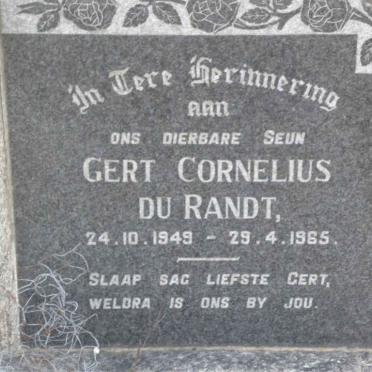 In Tere Herinnering
aan
ONS DIERBARE SEUN
GERT CORNELIUS
DU RANDT,
24.10.1949 - 29.4.1965.
SLAAP SAG LIEFSTE GERT,
WELDRA IS ONS BY JOU.